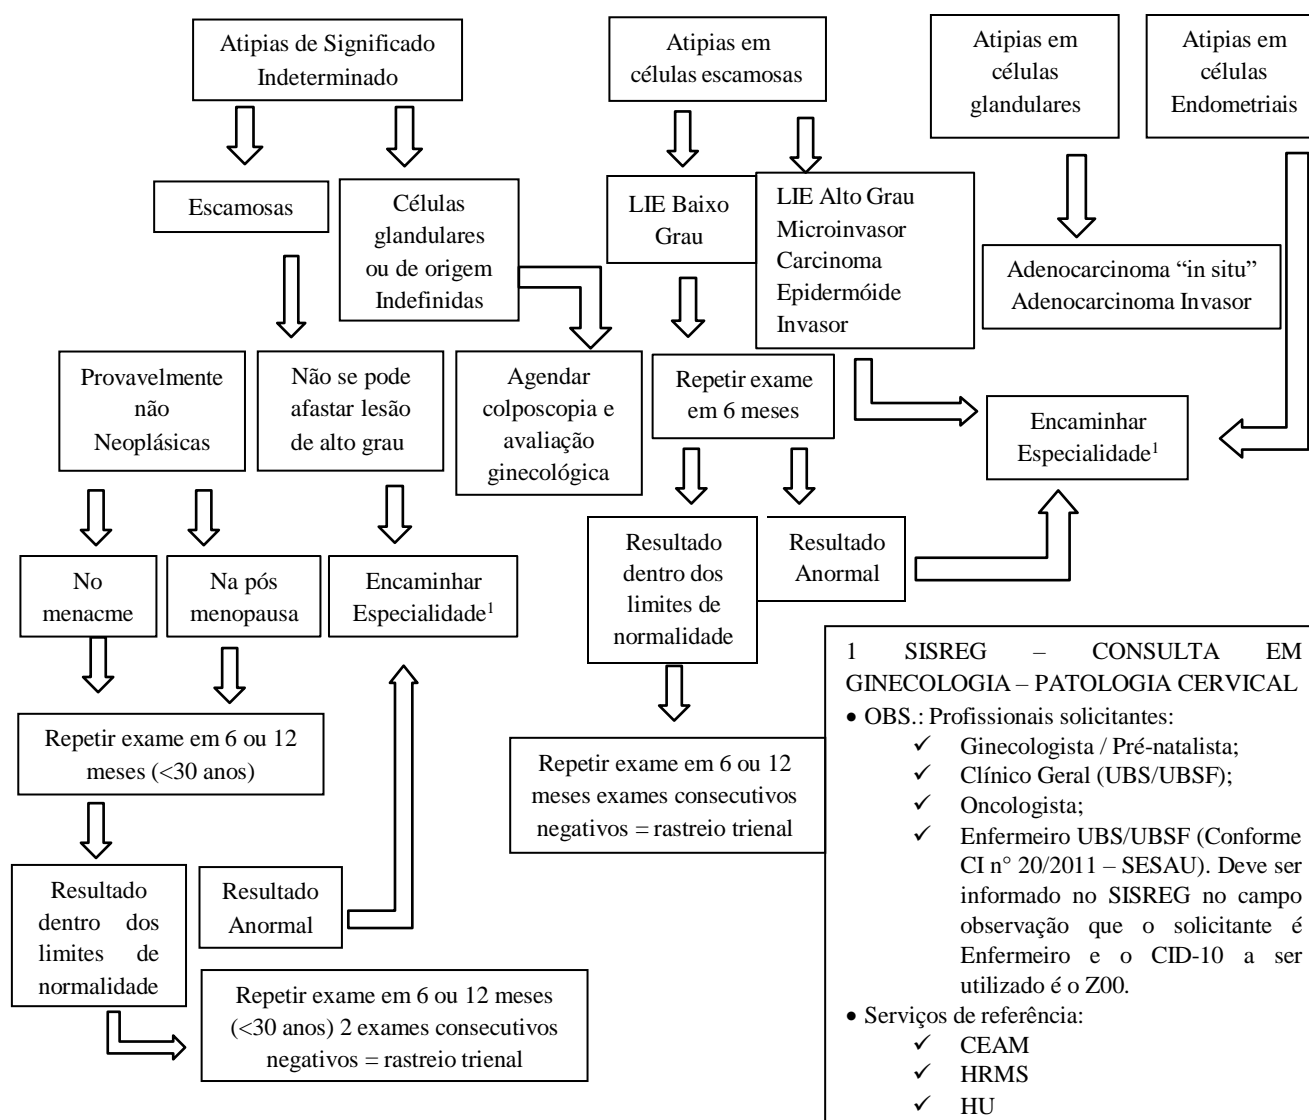 Atipias de Significado
Indeterminado
Atipias em
células escamosas
Atipias em
células
glandulares
Atipias em
células
Endometriais
Escamosas
Células
glandulares
ou de origem
Indefinidas
LIE Baixo
Grau
LIE Alto Grau
Microinvasor
Carcinoma
Epidermóide
Invasor
Adenocarcinoma “in situ”
Adenocarcinoma Invasor
Provavelmente
não
Neoplásicas
Não se pode
afastar lesão
de alto grau
Agendar
colposcopia e
avaliação
ginecológica
Repetir exame
em 6 meses
Encaminhar
Especialidade¹
No
menacme
Na pós
menopausa
Encaminhar
Especialidade¹
Resultado
dentro dos
limites de
normalidade
Resultado
Anormal
Repetir exame em 6 ou 12
meses (<30 anos)
Repetir exame em 6 ou 12
meses exames consecutivos
negativos = rastreio trienal
Resultado
dentro dos
limites de
normalidade
Resultado
Anormal
Repetir exame em 6 ou 12 meses
(<30 anos) 2 exames consecutivos
negativos = rastreio trienal
1 SISREG – CONSULTA EM
GINECOLOGIA – PATOLOGIA CERVICAL
• OBS.: Profissionais solicitantes:
✓ Ginecologista / Pré-natalista;
✓ Clínico Geral (UBS/UBSF);
✓ Oncologista;
✓ Enfermeiro UBS/UBSF (Conforme
CI n° 20/2011 – SESAU). Deve ser
informado no SISREG no campo
observação que o solicitante é
Enfermeiro e o CID-10 a ser
utilizado é o Z00.
• Serviços de referência:
✓ CEAM
✓ HRMS
✓ HU